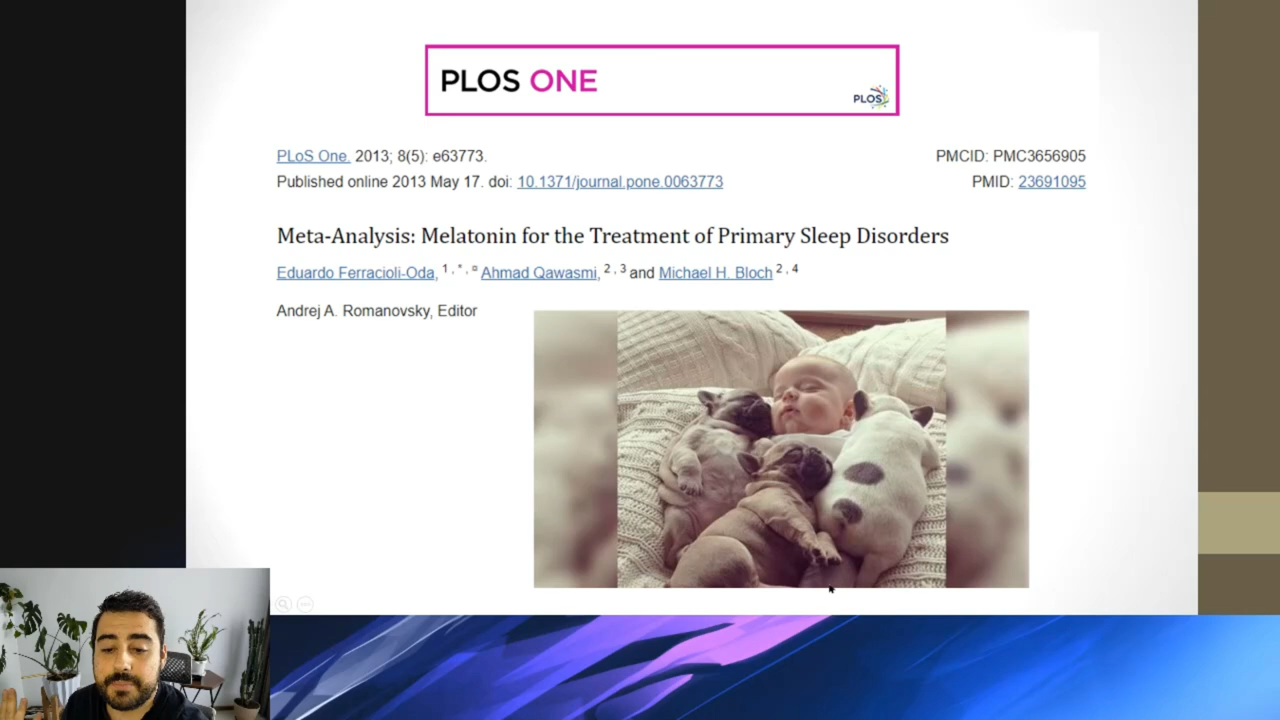 PLOS ONE
PLOS
PLoS One. 2013; 8(5): e63773.
PMCID: PMC3656905
Published online 2013 May 17. doi: 10.1371/journal.pone.0063773
PMID: 23691095
Meta-Analysis: Melatonin for the Treatment of Primary Sleep Disorders
Eduardo Ferracioli-Oda, 1 , * , ¤ Ahmad Qawasmi, 2 , 3 and Michael H. Bloch 2 , 4
Andrej A. Romanovsky, Editor